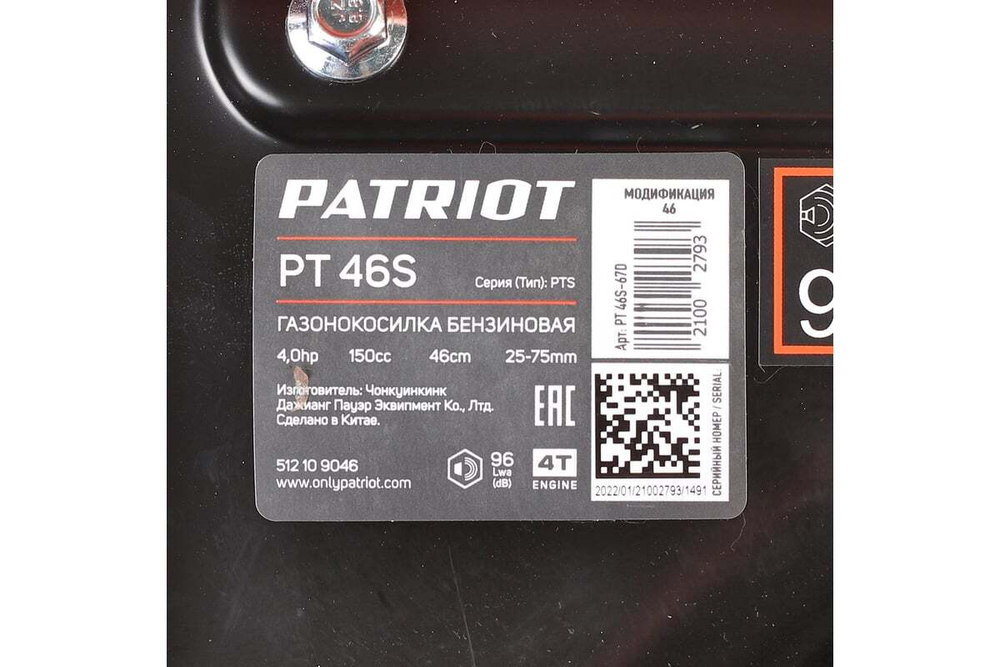 PATRIOT
PT 46S
Серия (Тип): PTS
ГАЗОНОКОСИЛКА БЕНЗИНОВАЯ
4,0hp 150cc 46cm 25-75mm
Изготовитель: Чонкуинкинк
Дажианг Пауэр Эквипмент Ко., Лтд.
Сделано в Китае.
EAC
512 10 9046
www.onlypatriot.com
96
Lwa
(dB)
4T
ENGINE
МОДИФИКАЦИЯ
46
Арт: PT 46S-670
2100 2793
СЕРИЙНЫЙ НОМЕР / SERIAL
2022/01/21002793/1491
9